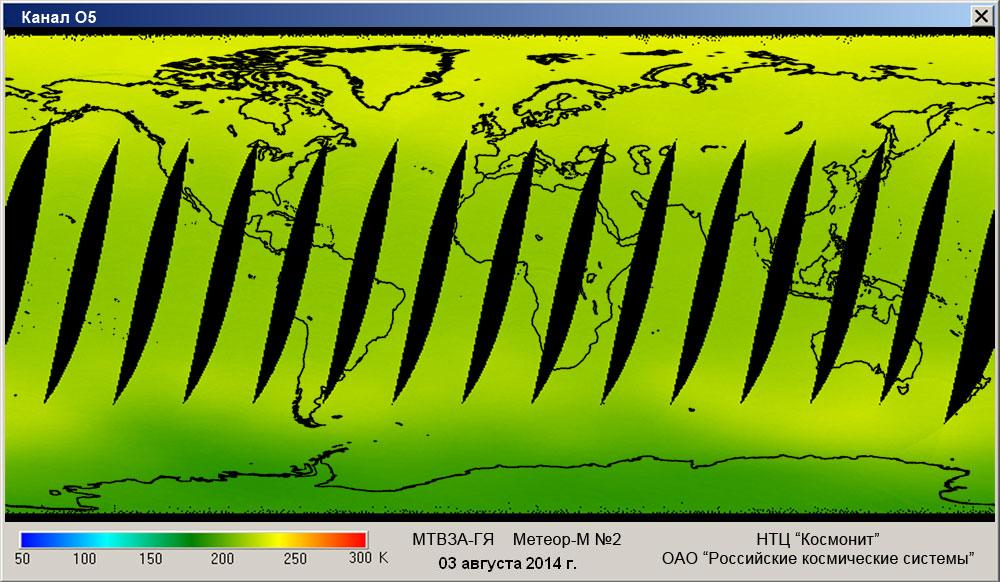 Канал О5
50 100 150 200 250 300 K
МТВЗА-ГЯ Метеор-М №2
03 августа 2014 г.
НТЦ “Космонит”
ОАО “Российские космические системы”